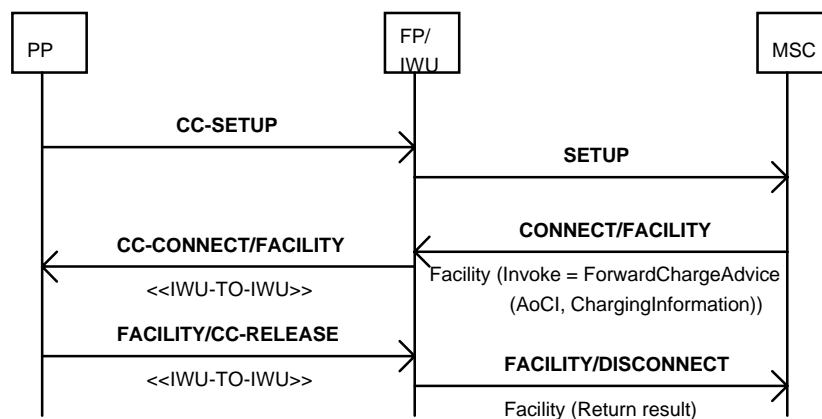 PP
FP/
IWU
MSC
CC-SETUP
SETUP
CONNECT/FACILITY
CC-CONNECT/FACILITY
Facility (Invoke = ForwardChargeAdvice
(AoCI, ChargingInformation))
<<IWU-TO-IWU>>
FACILITY/CC-RELEASE
FACILITY/DISCONNECT
<<IWU-TO-IWU>>
Facility (Return result)